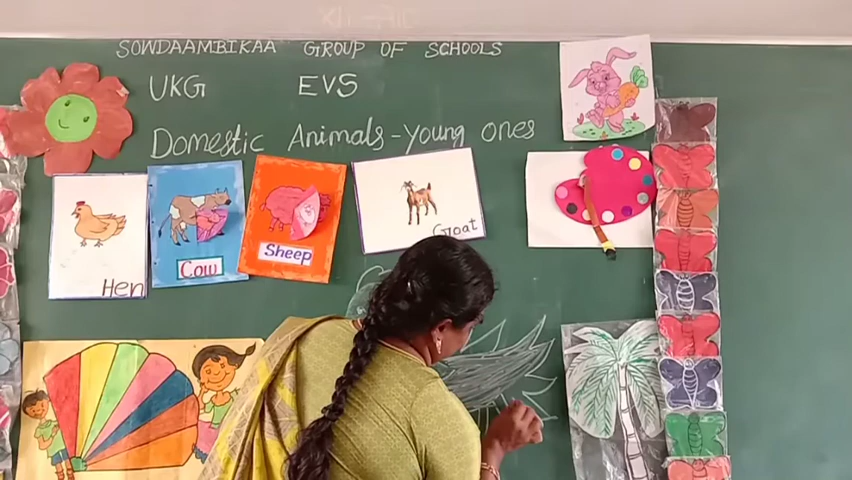 SOWDAAMBIKAA GROUP OF SCHOOLS
UKG EVS
Domestic Animals-young ones
Hen
Cow
Sheep
Goat